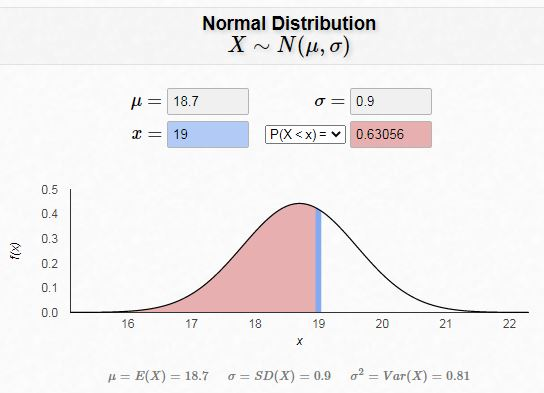 Normal Distribution
X ∼ N(μ, σ)
μ = 18.7 σ = 0.9
x = 19 P(X < x) = 0.63056
0.5
0.4
0.3
0.2
0.1
0.0
f(x)
16 17 18 19 20 21 22
x
μ = E(X) = 18.7 σ = SD(X) = 0.9 σ² = Var(X) = 0.81